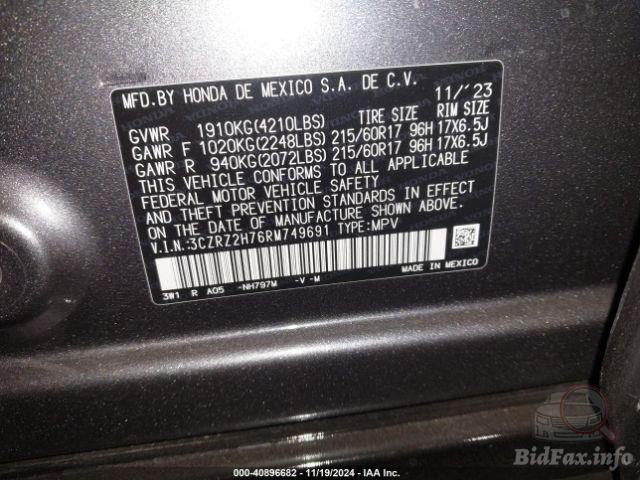 MFD.BY HONDA DE MEXICO S.A. DE C.V. 11/'23
TIRE SIZE RIM SIZE
GVWR 1910KG(4210LBS)
GAWR F 1020KG(2248LBS) 215/60R17 96H 17X6.5J
GAWR R 940KG(2072LBS) 215/60R17 96H 17X6.5J
THIS VEHICLE CONFORMS TO ALL APPLICABLE
FEDERAL MOTOR VEHICLE SAFETY
AND THEFT PREVENTION STANDARDS IN EFFECT
ON THE DATE OF MANUFACTURE SHOWN ABOVE.
V.I.N.:3CZRZ2H76RM749691 TYPE:MPV
3W1 R A05 -NH797M -V -M
MADE IN MEXICO
000-40896682 - 11/19/2024 - IAA Inc.
BidFax.info